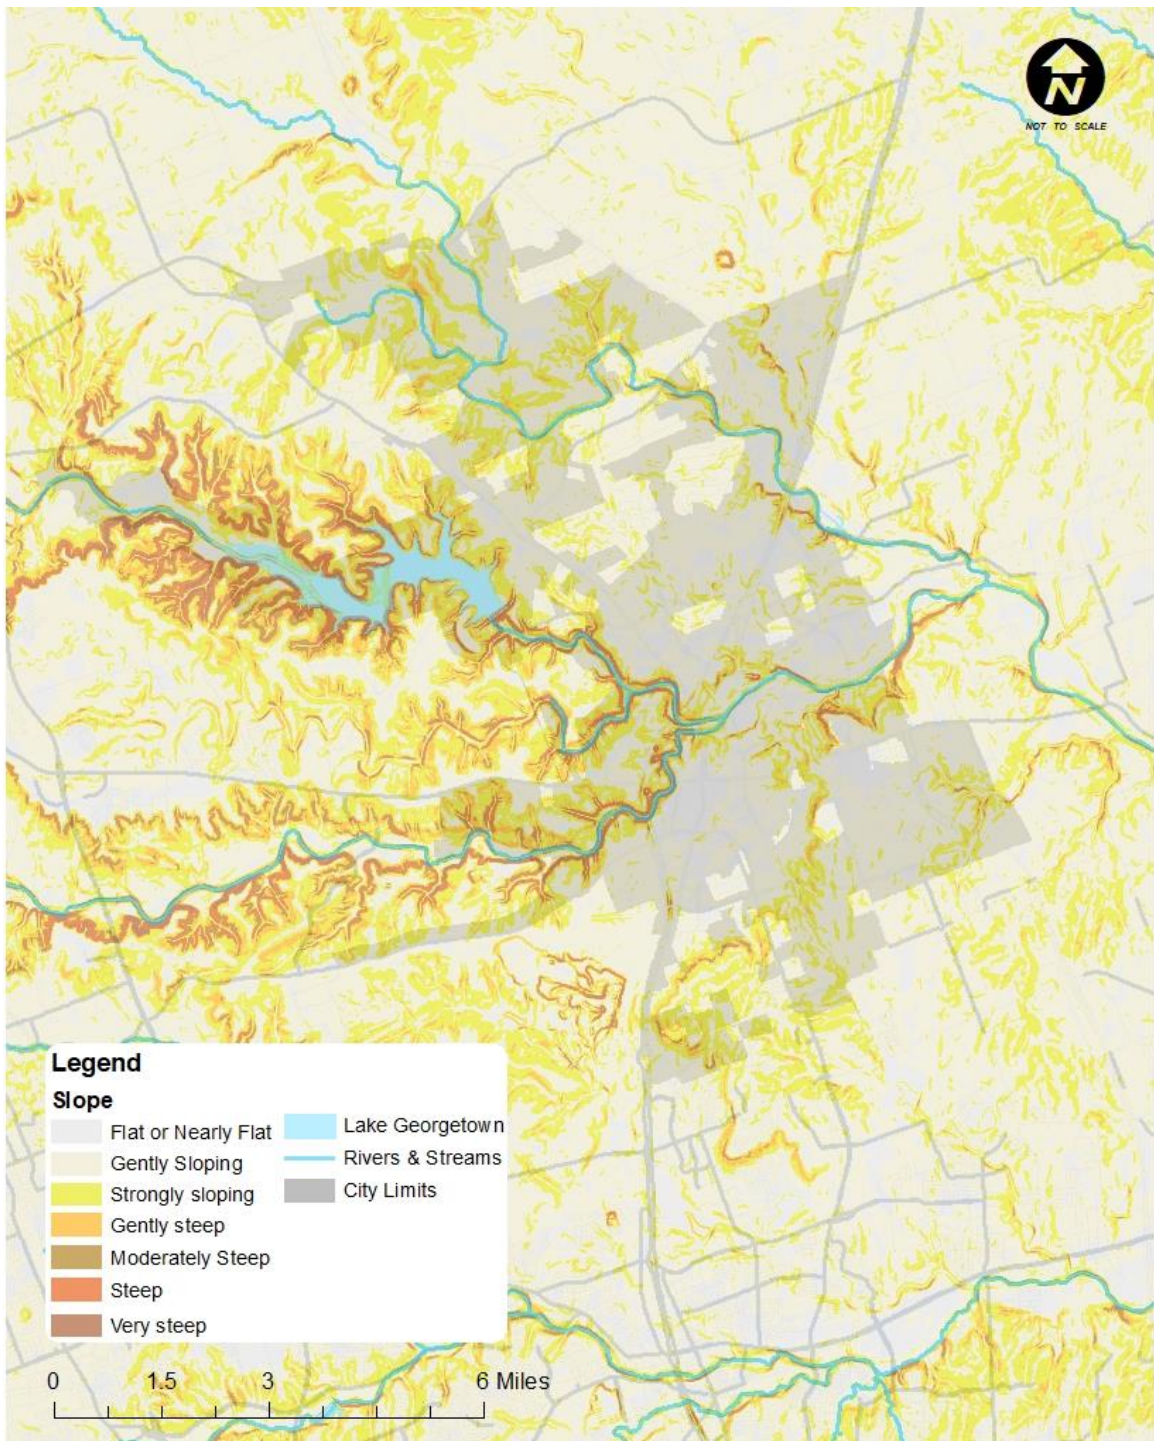 N
NOT TO SCALE
Legend
Slope
Flat or Nearly Flat
Gently Sloping
Strongly sloping
Gently steep
Moderately Steep
Steep
Very steep
Lake Georgetown
Rivers & Streams
City Limits
0 1.5 3 6 Miles